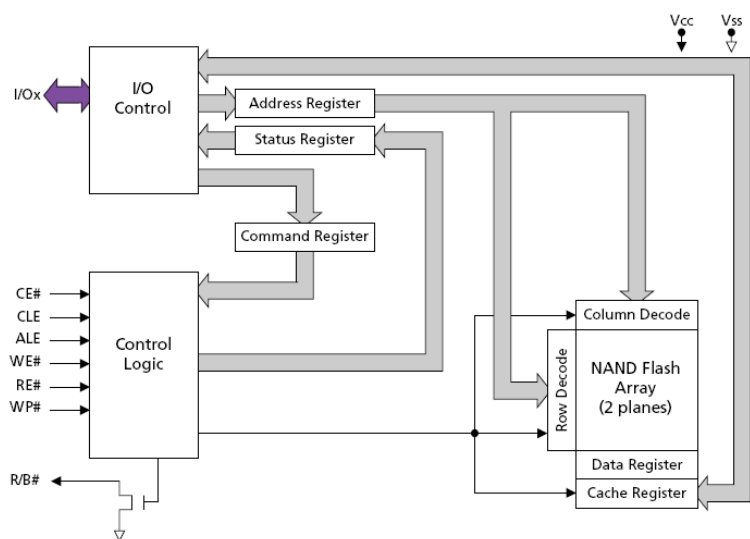 Vcc
Vss
I/Ox
I/O
Control
Address Register
Status Register
Command Register
CE#
CLE
ALE
WE#
RE#
WP#
Control
Logic
R/B#
Column Decode
Row Decode
NAND Flash
Array
(2 planes)
Data Register
Cache Register